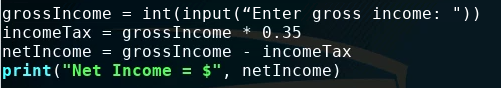 grossIncome = int(input(“Enter gross income: "))
incomeTax = grossIncome * 0.35
netIncome = grossIncome - incomeTax
print("Net Income = $", netIncome)